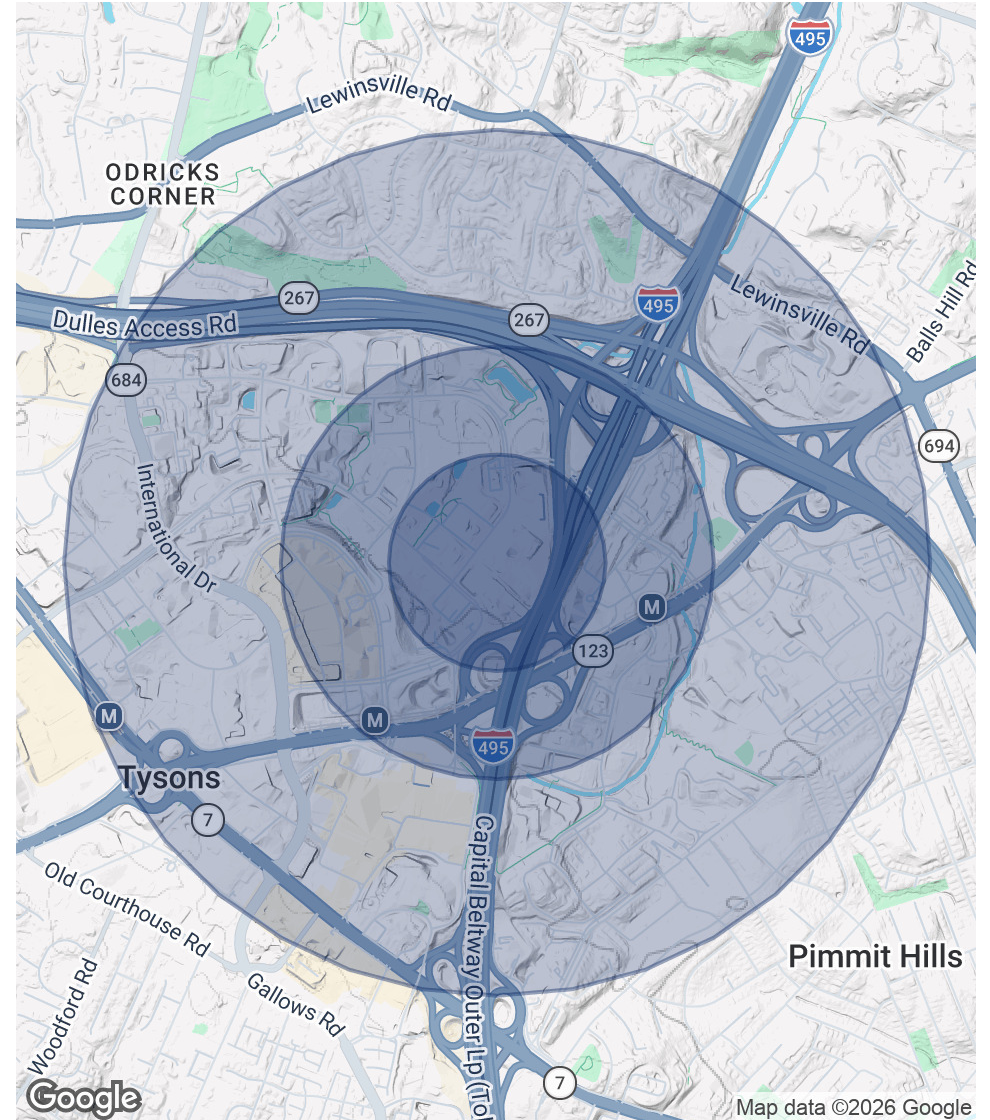 495
Lewinsville Rd
ODRICKS
CORNER
267
495
267
Lewinsville Rd
Balls Hill Rd
Dulles Access Rd
684
694
International Dr
M
123
M
M
495
Tysons
7
Capital Beltway Outer Lp (Tol
Old Courthouse Rd
Pimmit Hills
Gallows Rd
Woodford Rd
7
Google
Map data ©2026 Google